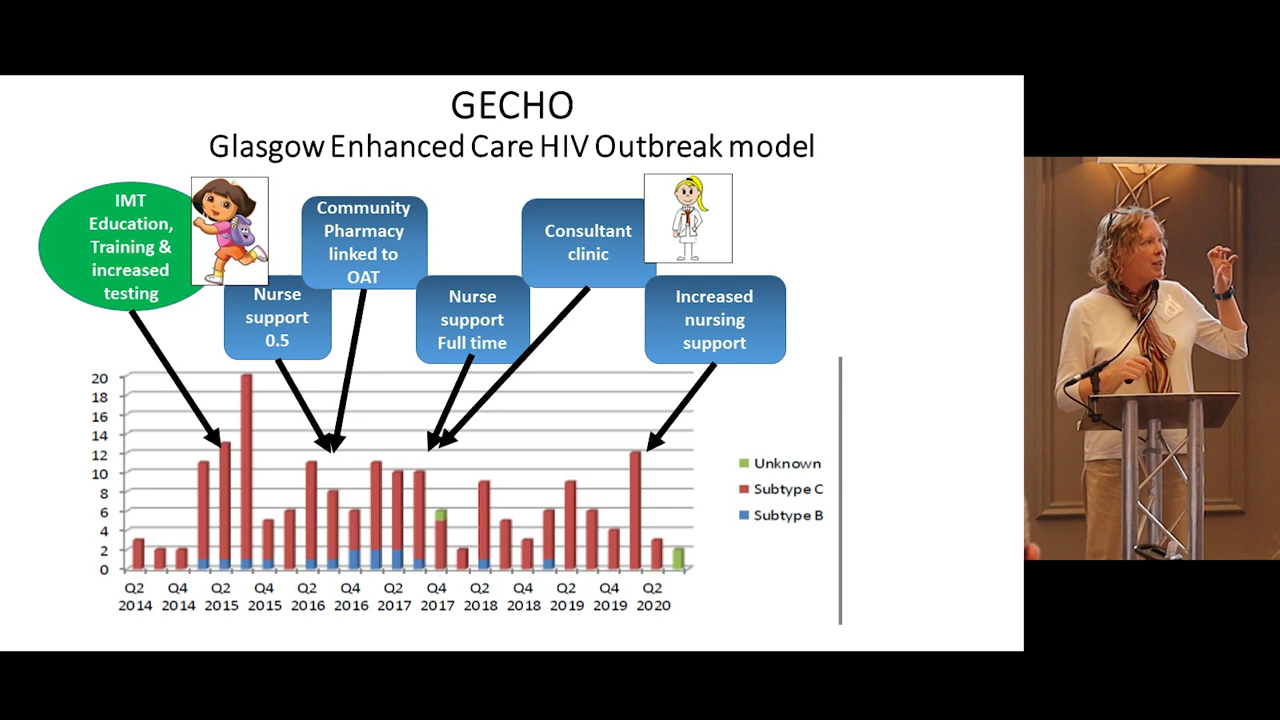 GECHO
Glasgow Enhanced Care HIV Outbreak model
IMT
Education,
Training &
increased
testing
Nurse
support
0.5
Community
Pharmacy
linked to
OAT
Nurse
support
Full time
Consultant
clinic
Increased
nursing
support
20
18
16
14
12
10
8
6
4
2
0
Q2 Q4 Q2 Q4 Q2 Q4 Q2 Q4 Q2 Q4 Q2 Q4 Q2
2014 2014 2015 2015 2016 2016 2017 2017 2018 2018 2019 2019 2020
Unknown
Subtype C
Subtype B